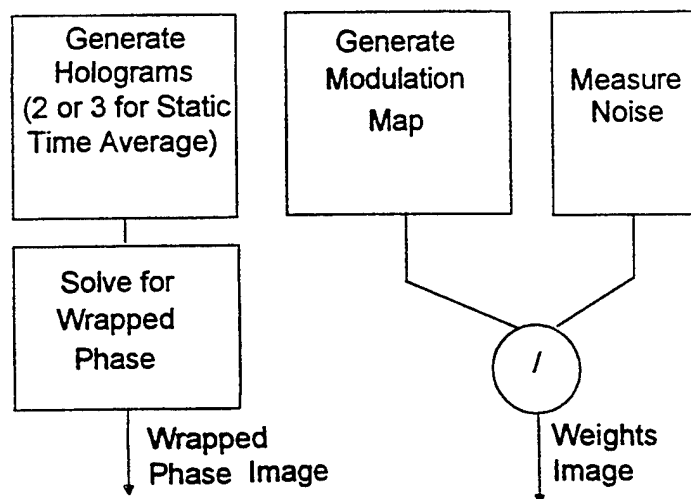 Generate
Holograms
(2 or 3 for Static
Time Average)
Generate
Modulation
Map
Measure
Noise
Solve for
Wrapped
Phase
/
Wrapped
Phase Image
Weights
Image